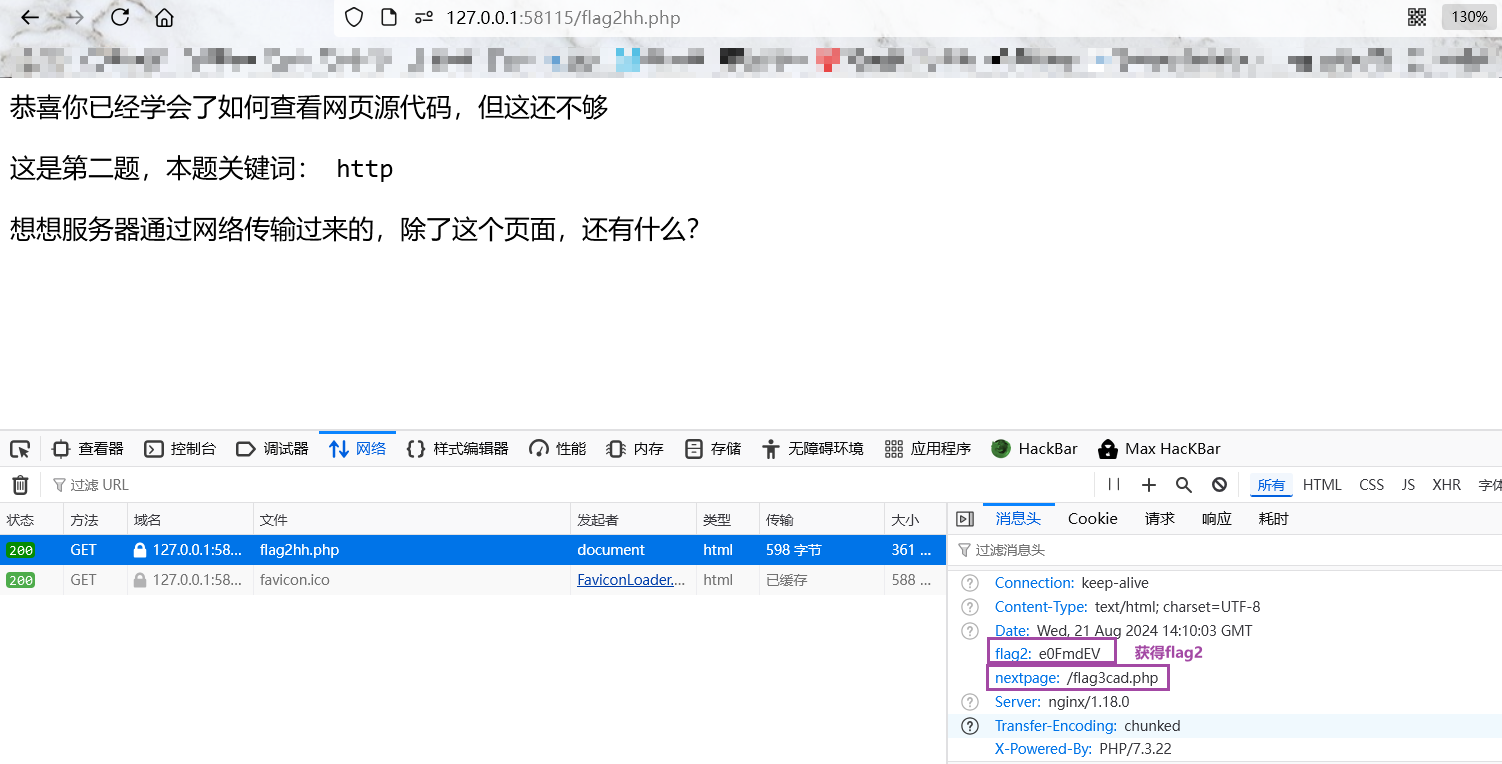 127.0.0.1:58115/flag2hh.php 130%
恭喜你已经学会了如何查看网页源代码，但这还不够
这是第二题，本题关键词： http
想想服务器通过网络传输过来的，除了这个页面，还有什么？
查看器 控制台 调试器 网络 样式编辑器 性能 内存 存储 无障碍环境 应用程序 HackBar Max HacKBar
过滤 URL 所有 HTML CSS JS XHR 字体
状态 方法 域名 文件 发起者 类型 传输 大小
200 GET 127.0.0.1:58... flag2hh.php document html 598 字节 361 ...
200 GET 127.0.0.1:58... favicon.ico FaviconLoader.... html 已缓存 588 ...
消息头 Cookie 请求 响应 耗时
过滤消息头
Connection: keep-alive
Content-Type: text/html; charset=UTF-8
Date: Wed, 21 Aug 2024 14:10:03 GMT
flag2: e0FmdEV 获得flag2
nextpage: /flag3cad.php
Server: nginx/1.18.0
Transfer-Encoding: chunked
X-Powered-By: PHP/7.3.22